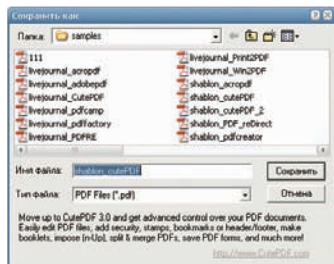 Сохранить как
Папка: samples
111
livejournal_acropdf
livejournal_adobepdf
livejournal_CutePDF
livejournal_pdfcamp
livejournal_pdffactory
livejournal_PDFRE
livejournal_Print2PDF
livejournal_Win2PDF
shablon_acropdf
shablon_cutePDF
shablon_cutePDF_2
shablon_PDF_reDirect
shablon_pdfcreator
Имя файла: shablon_cutePDF Сохранить
Тип файла: PDF Files (*.pdf) Отмена
Move up to CutePDF 3.0 and get advanced control over your PDF documents.
Easily edit PDF files, add security, stamps, bookmarks or header/footer, make
booklets, impose (n-Up), split & merge PDFs, save PDF forms, and much more!
http://www.CutePDF.com